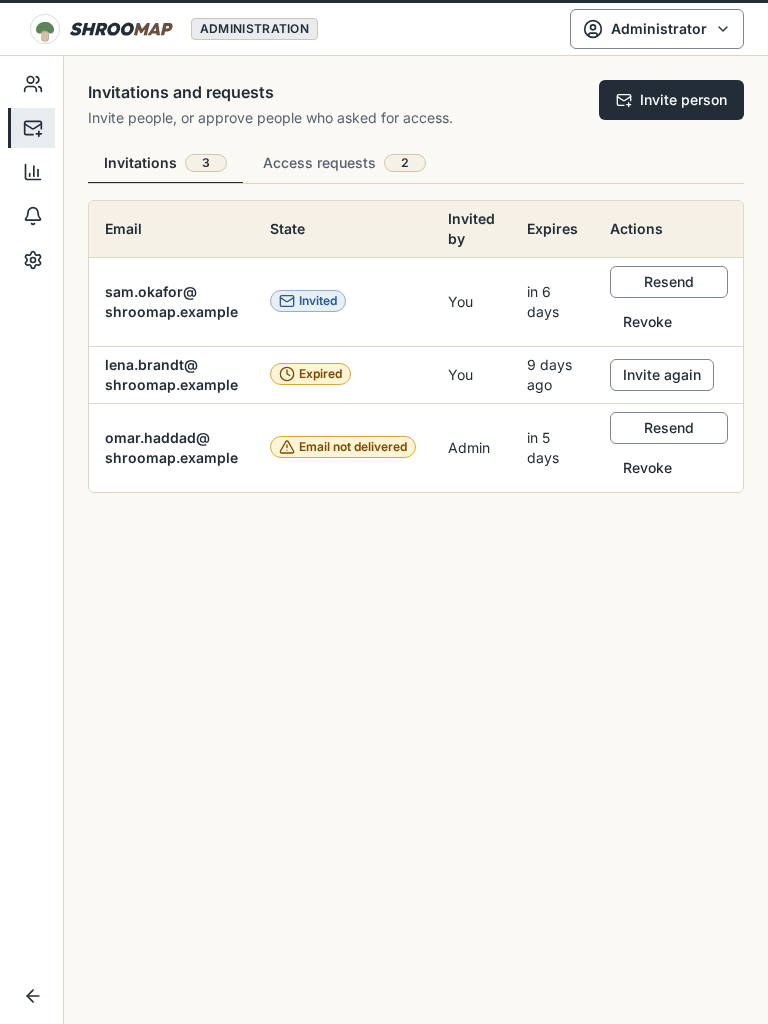 SHROOMAP
ADMINISTRATION
Administrator
Invitations and requests
Invite people, or approve people who asked for access.
Invite person
Invitations 3
Access requests 2
Email State Invited by Expires Actions
sam.okafor@
shroomap.example
Invited
You
in 6
days
Resend
Revoke
lena.brandt@
shroomap.example
Expired
You
9 days
ago
Invite again
omar.haddad@
shroomap.example
Email not delivered
Admin
in 5
days
Resend
Revoke